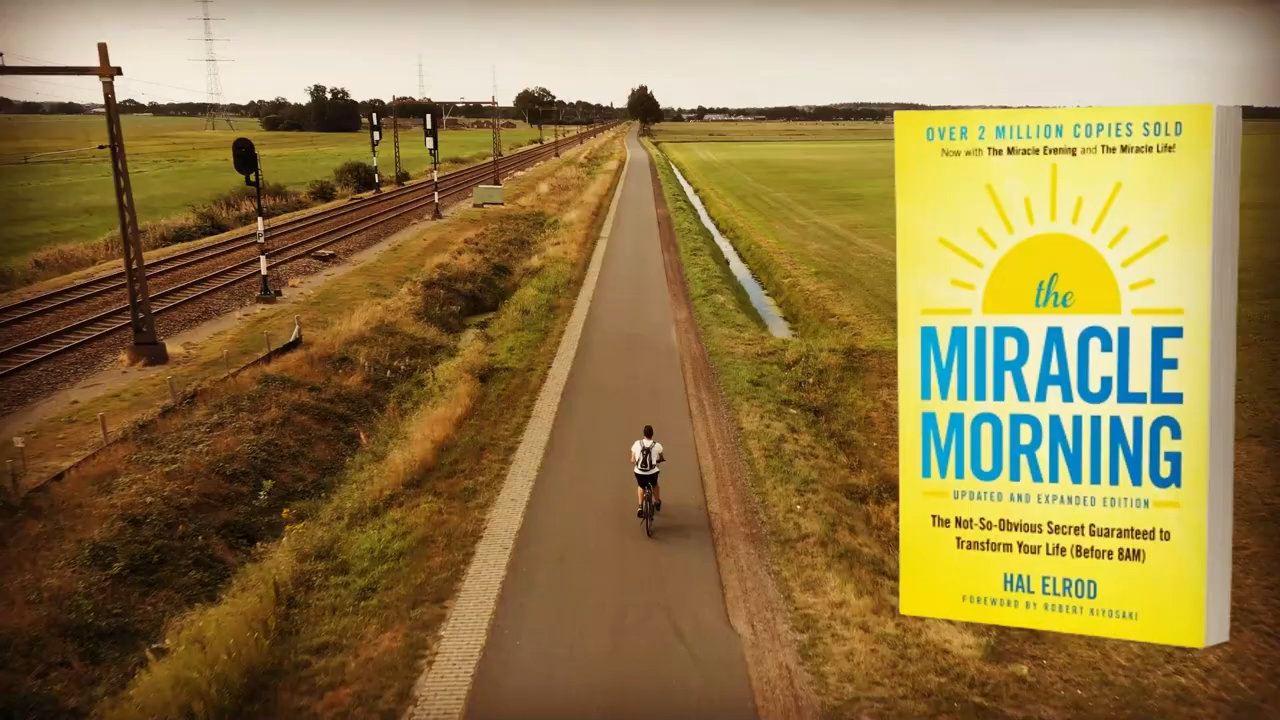 OVER 2 MILLION COPIES SOLD
Now with The Miracle Evening and The Miracle Life!
the
MIRACLE
MORNING
UPDATED AND EXPANDED EDITION
The Not-So-Obvious Secret Guaranteed to
Transform Your Life (Before 8AM)
HAL ELROD
FOREWORD BY ROBERT KIYOSAKI